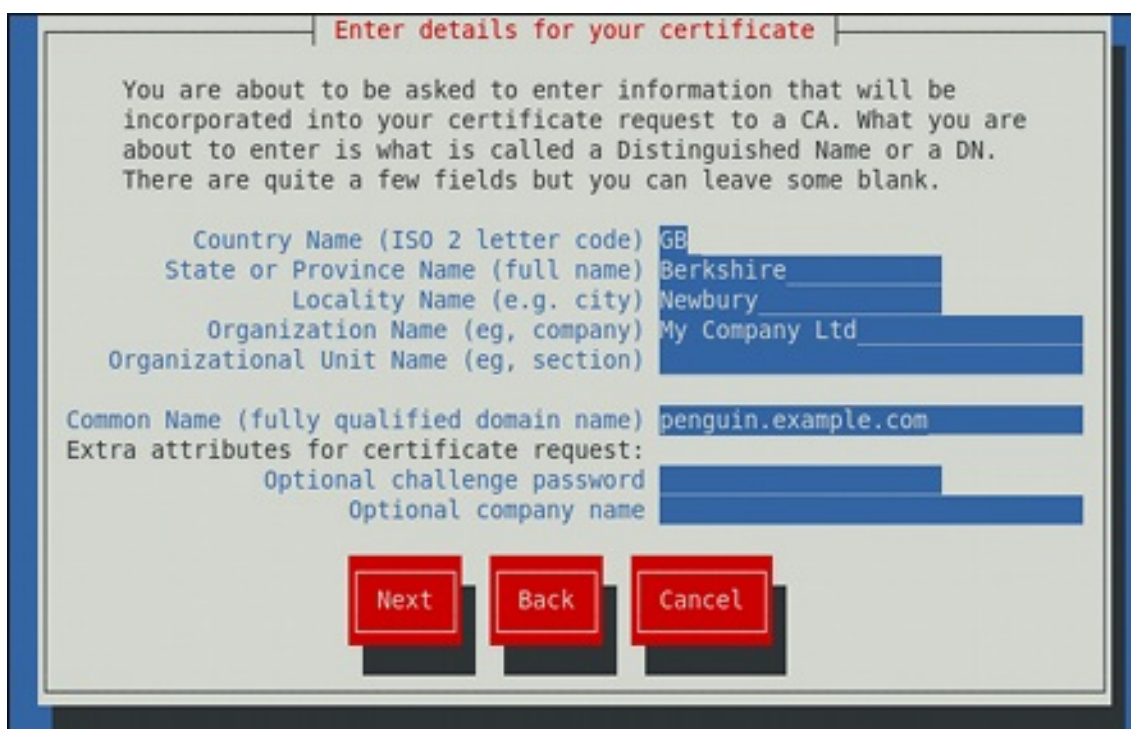 Enter details for your certificate
You are about to be asked to enter information that will be
incorporated into your certificate request to a CA. What you are
about to enter is what is called a Distinguished Name or a DN.
There are quite a few fields but you can leave some blank.
Country Name (ISO 2 letter code) GB
State or Province Name (full name) Berkshire
Locality Name (e.g. city) Newbury
Organization Name (eg, company) My Company Ltd
Organizational Unit Name (eg, section)
Common Name (fully qualified domain name) penguin.example.com
Extra attributes for certificate request:
Optional challenge password
Optional company name
Next Back Cancel